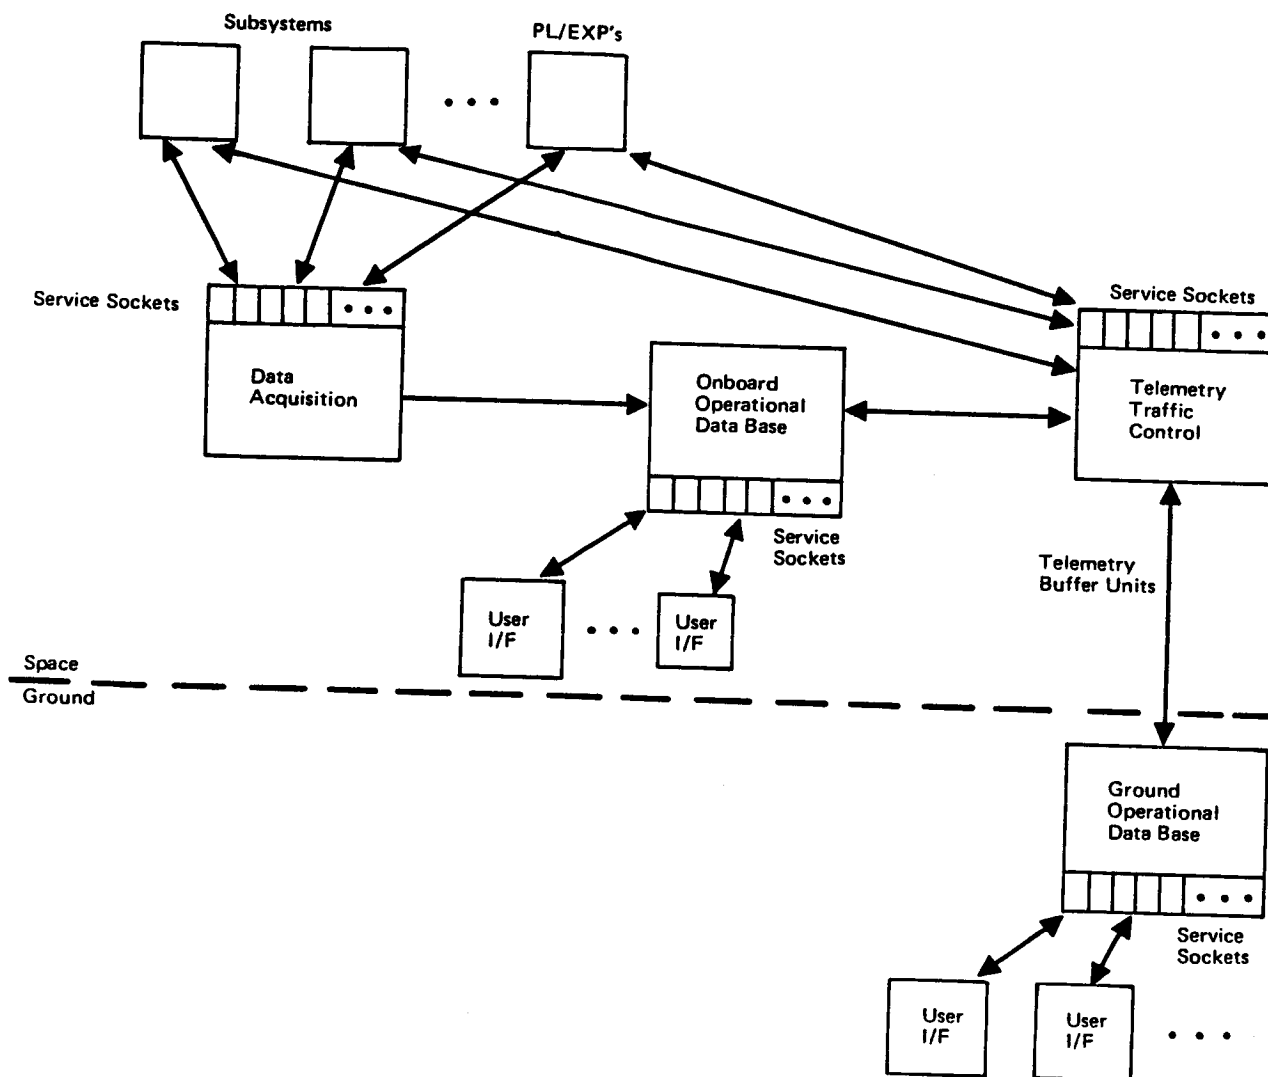 Subsystems
PL/EXP's
Service Sockets
Service Sockets
Data
Acquisition
Onboard
Operational
Data Base
Telemetry
Traffic
Control
Service
Sockets
Telemetry
Buffer Units
User
I/F
User
I/F
Space
Ground
Ground
Operational
Data Base
Service
Sockets
User
I/F
User
I/F